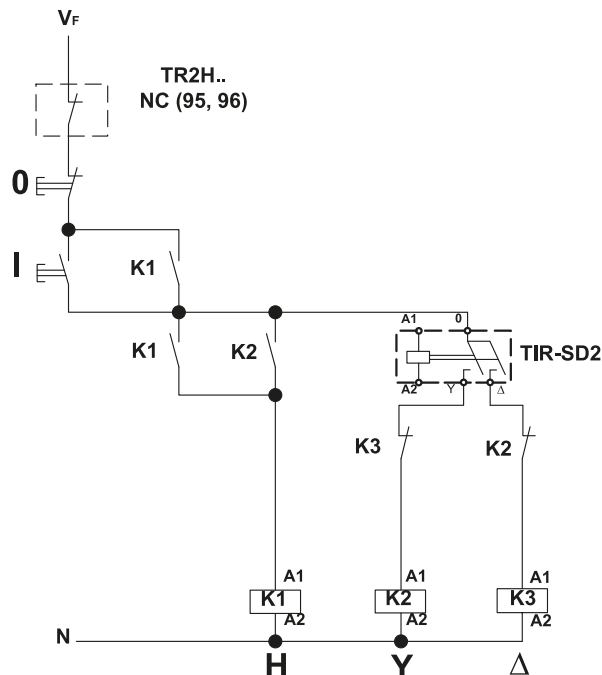 VF
TR2H..
NC (95, 96)
0
I
K1
K1
K2
A1
0
TIR-SD2
A2
Y
Δ
K3
K2
A1
A1
A1
K1
K2
K3
A2
A2
A2
N
H
Y
Δ